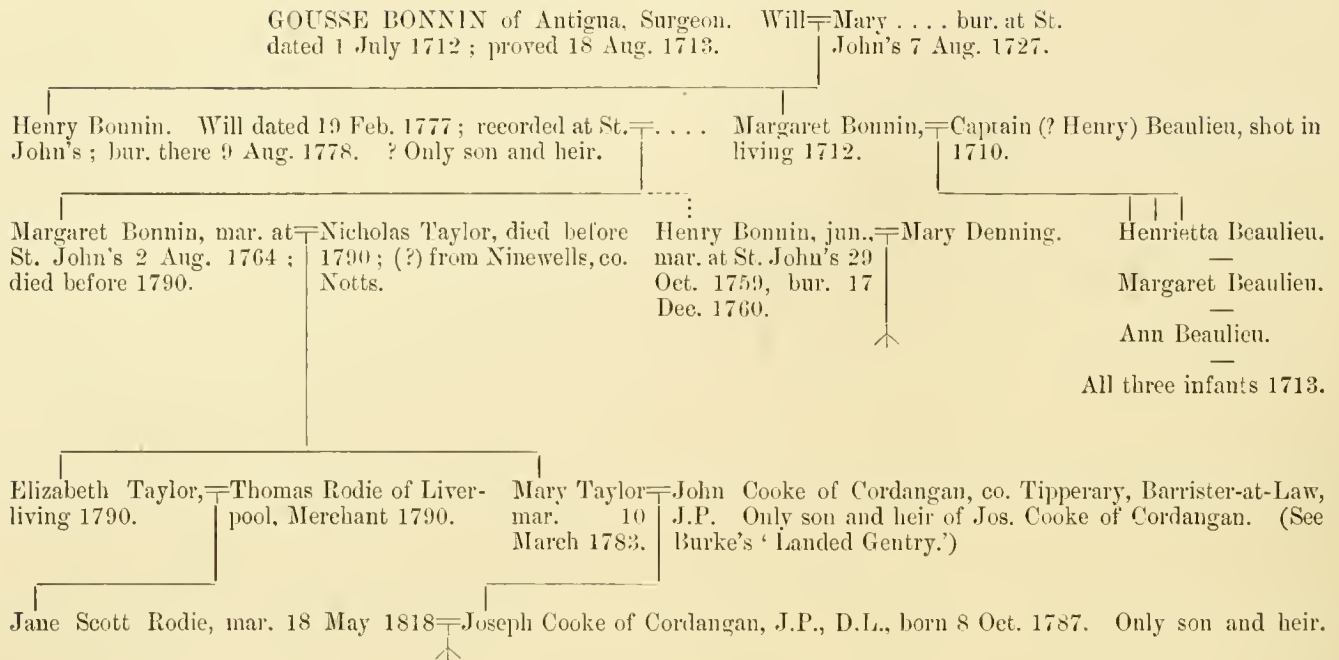 GOUSSE BONNIN of Antigua, Surgeon. Will
dated 1 July 1712 ; proved 18 Aug. 1713.
Mary . . . . bur. at St.
John's 7 Aug. 1727.
Henry Bonnin. Will dated 19 Feb. 1777 ; recorded at St.
John's ; bur. there 9 Aug. 1778. ? Only son and heir.
. . . .
Margaret Bonnin,
living 1712.
Captain (? Henry) Beaulieu, shot in
1710.
Margaret Bonnin, mar. at
St. John's 2 Aug. 1764 ;
died before 1790.
Nicholas Taylor, died before
1790 ; (?) from Ninewells, co.
Notts.
Henry Bonnin, jun.,
mar. at St. John's 29
Oct. 1759, bur. 17
Dec. 1760.
Mary Denning.
Henrietta Beaulieu.
—
Margaret Beaulieu.
—
Ann Beaulieu.
—
All three infants 1713.
Elizabeth Taylor,
living 1790.
Thomas Rodie of Liver-
pool, Merchant 1790.
Mary Taylor
mar. 10
March 1783.
John Cooke of Cordangan, co. Tipperary, Barrister-at-Law,
J.P. Only son and heir of Jos. Cooke of Cordangan. (See
Burke's ‘ Landed Gentry.’)
Jane Scott Rodie, mar. 18 May 1818
Joseph Cooke of Cordangan, J.P., D.L., born 8 Oct. 1787. Only son and heir.